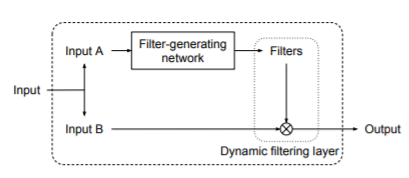 Input A
Filter-generating
network
Filters
Input
Input B
Output
Dynamic filtering layer